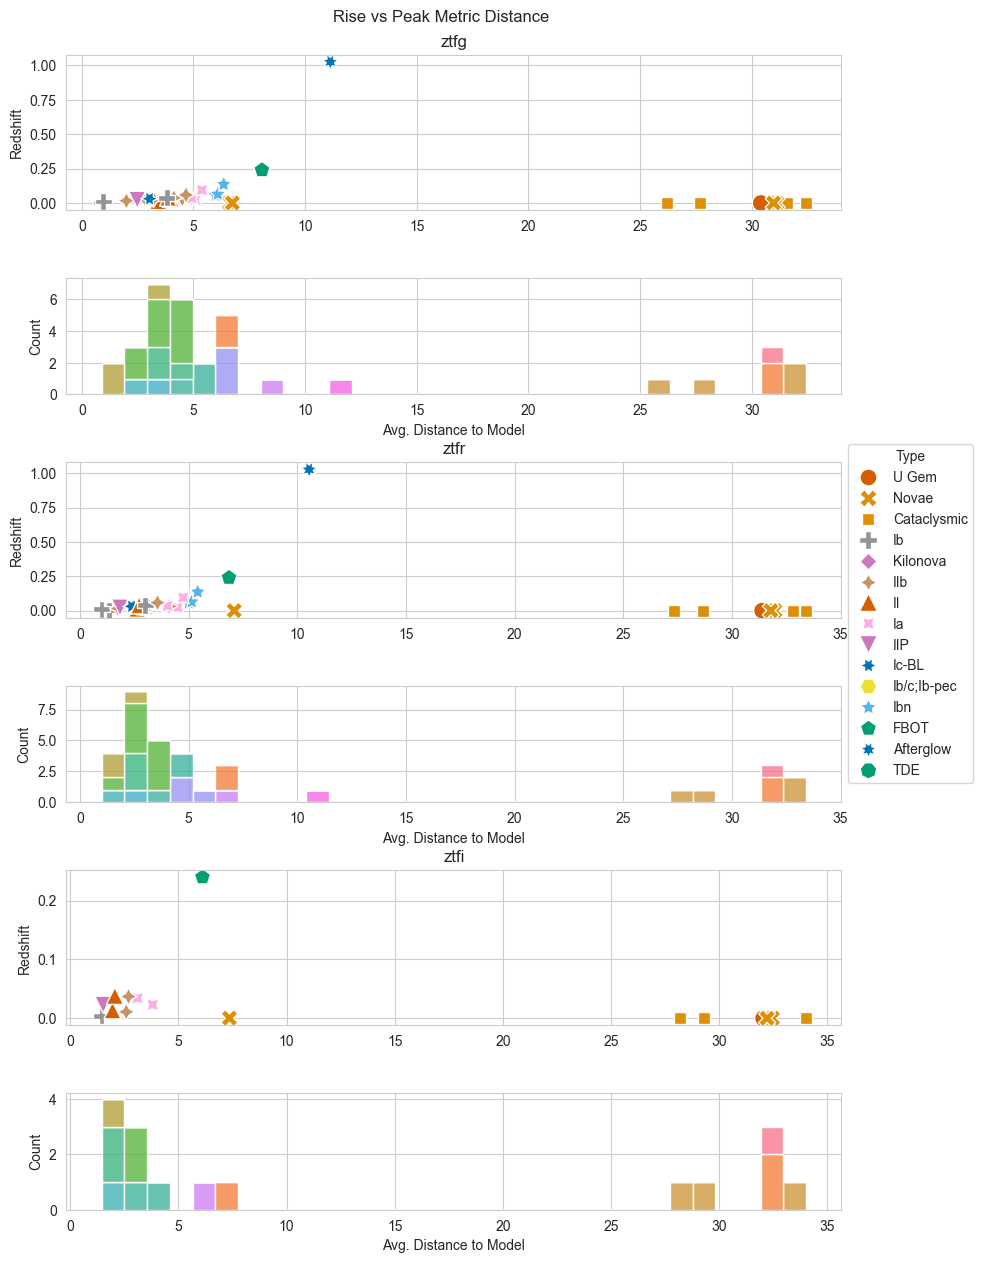 Rise vs Peak Metric Distance
ztfg
1.00
0.75
0.50
0.25
0.00
Redshift
0 5 10 15 20 25 30
6
4
2
0
Count
0 5 10 15 20 25 30
Avg. Distance to Model
ztfr
1.00
0.75
0.50
0.25
0.00
Redshift
0 5 10 15 20 25 30 35
7.5
5.0
2.5
0.0
Count
0 5 10 15 20 25 30 35
Avg. Distance to Model
ztfi
0.2
0.1
0.0
Redshift
0 5 10 15 20 25 30 35
4
2
0
Count
0 5 10 15 20 25 30 35
Avg. Distance to Model
Type
U Gem
Novae
Cataclysmic
Ib
Kilonova
IIb
II
Ia
IIP
Ic-BL
Ib/c;Ib-pec
Ibn
FBOT
Afterglow
TDE